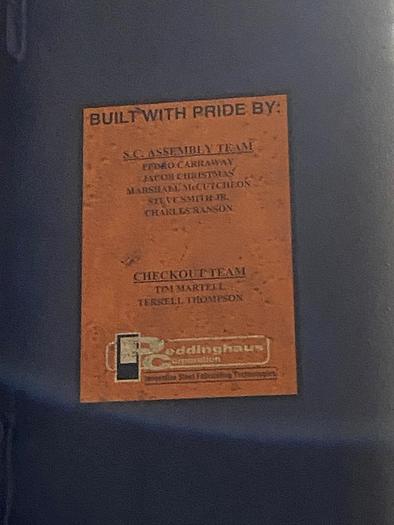 BUILT WITH PRIDE BY:
S.C. ASSEMBLY TEAM
PEDRO CARRAWAY
JACOB CHRISTMAS
MARSHALL McCUTCHEON
STEVE SMITH JR.
CHARLES RANSON
CHECKOUT TEAM
TIM MARTELL
TERRELL THOMPSON
Peddinghaus
Corporation
Innovative Steel Fabricating Technologies